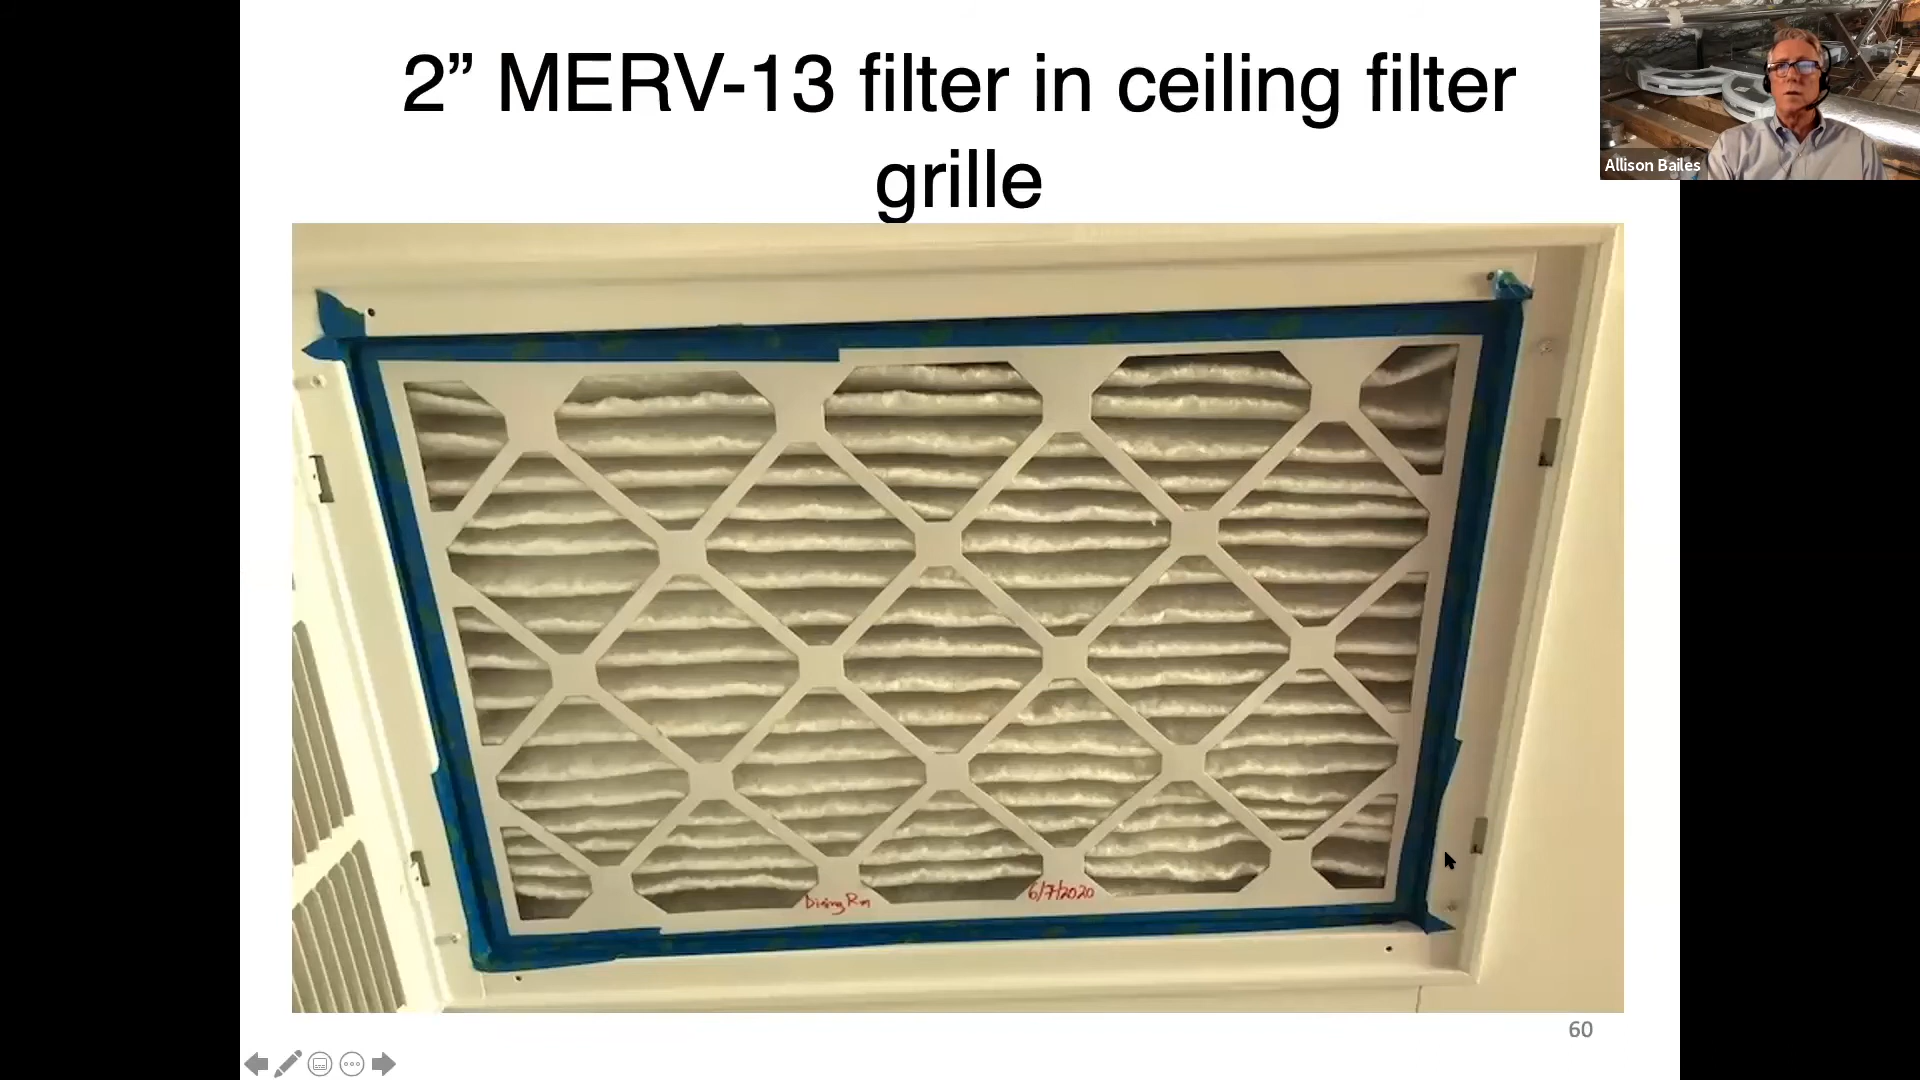 2” MERV-13 filter in ceiling filter
grille
Allison Bailes
Dining Rm
6/7/2020
60